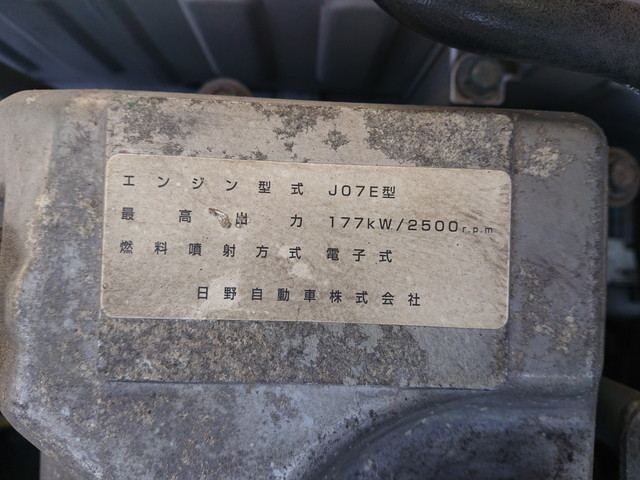 エンジン型式 J07E型
最高出力 177kW/2500r.p.m
燃料噴射方式 電子式
日野自動車株式会社